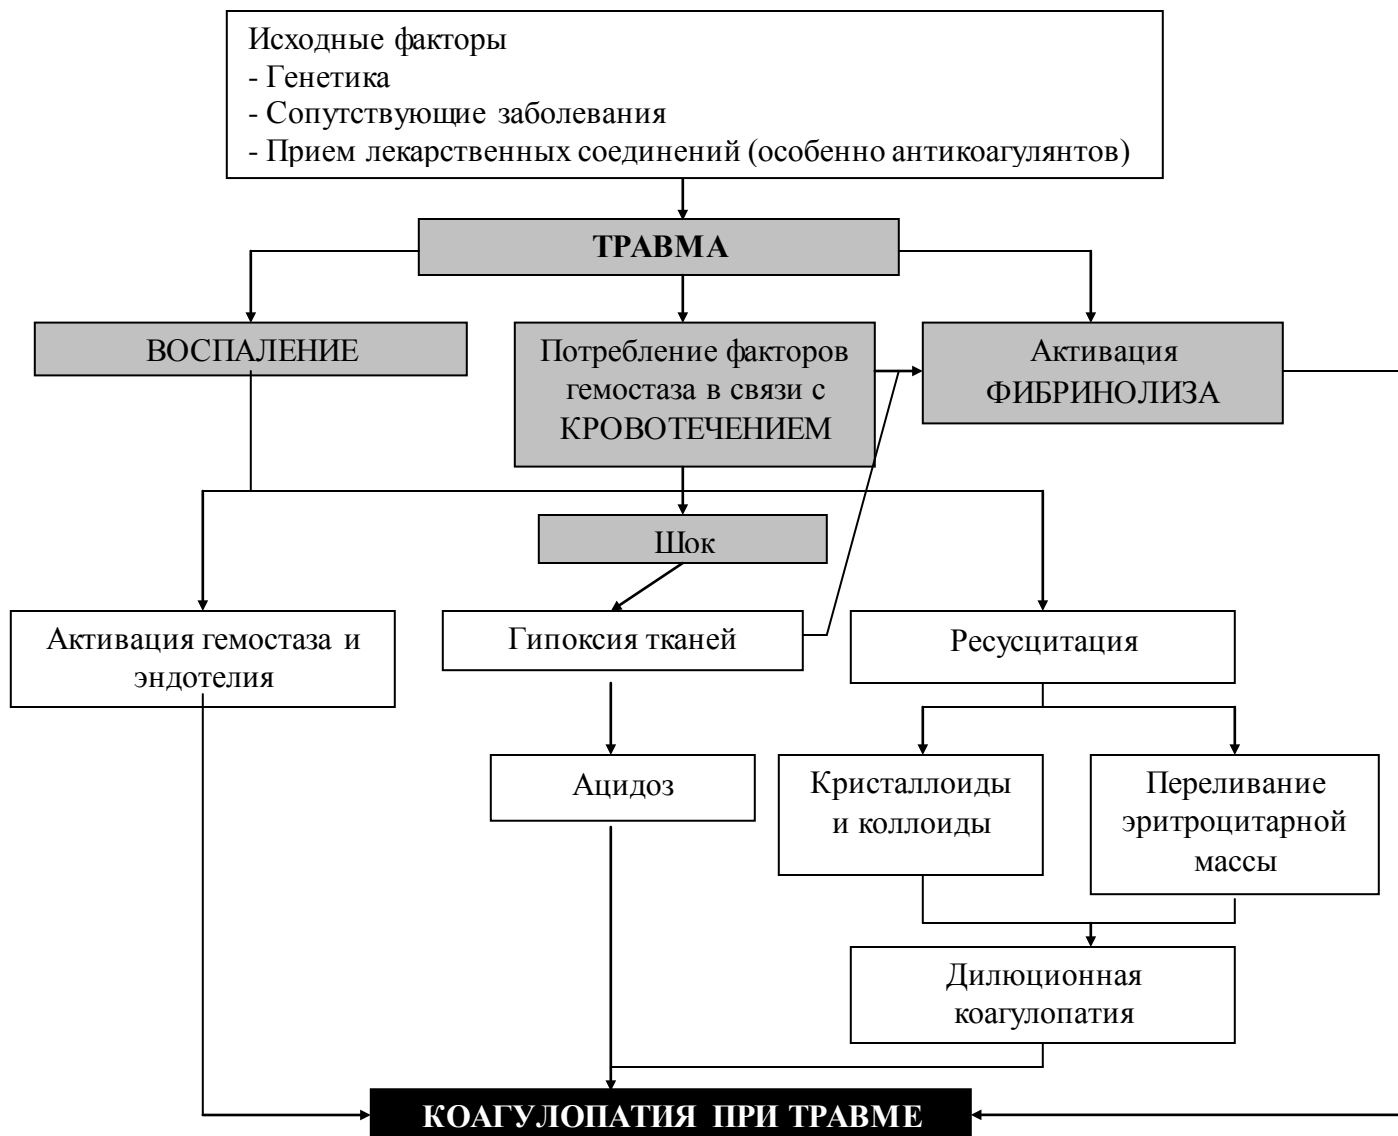 Исходные факторы
- Генетика
- Сопутствующие заболевания
- Прием лекарственных соединений (особенно антикоагулянтов)
ТРАВМА
ВОСПАЛЕНИЕ
Потребление факторов
гемостаза в связи с
КРОВОТЕЧЕНИЕМ
Активация
ФИБРИНОЛИЗА
Шок
Активация гемостаза и
эндотелия
Гипоксия тканей
Ресусцитация
Ацидоз
Кристаллоиды
и коллоиды
Переливание
эритроцитарной
массы
Дилюционная
коагулопатия
КОАГУЛОПАТИЯ ПРИ ТРАВМЕ